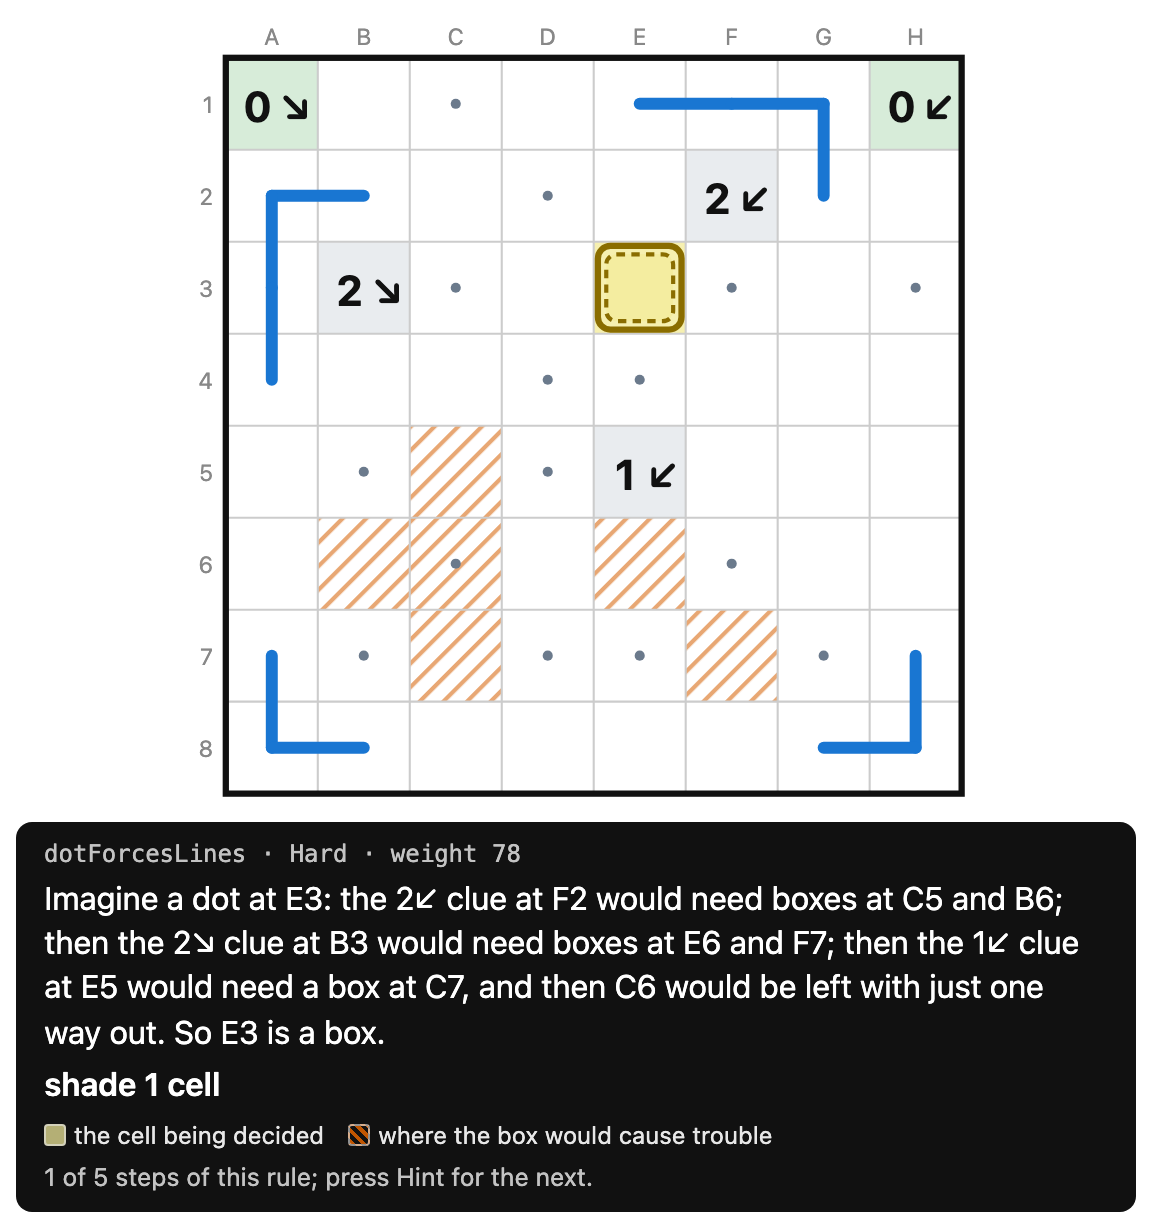 A B C D E F G H
1 0↘ 0↙
2 2↙
3 2↘
4
5 1↙
6
7
8
dotForcesLines · Hard · weight 78
Imagine a dot at E3: the 2↙ clue at F2 would need boxes at C5 and B6;
then the 2↘ clue at B3 would need boxes at E6 and F7; then the 1↙ clue
at E5 would need a box at C7, and then C6 would be left with just one
way out. So E3 is a box.
shade 1 cell
the cell being decided where the box would cause trouble
1 of 5 steps of this rule; press Hint for the next.